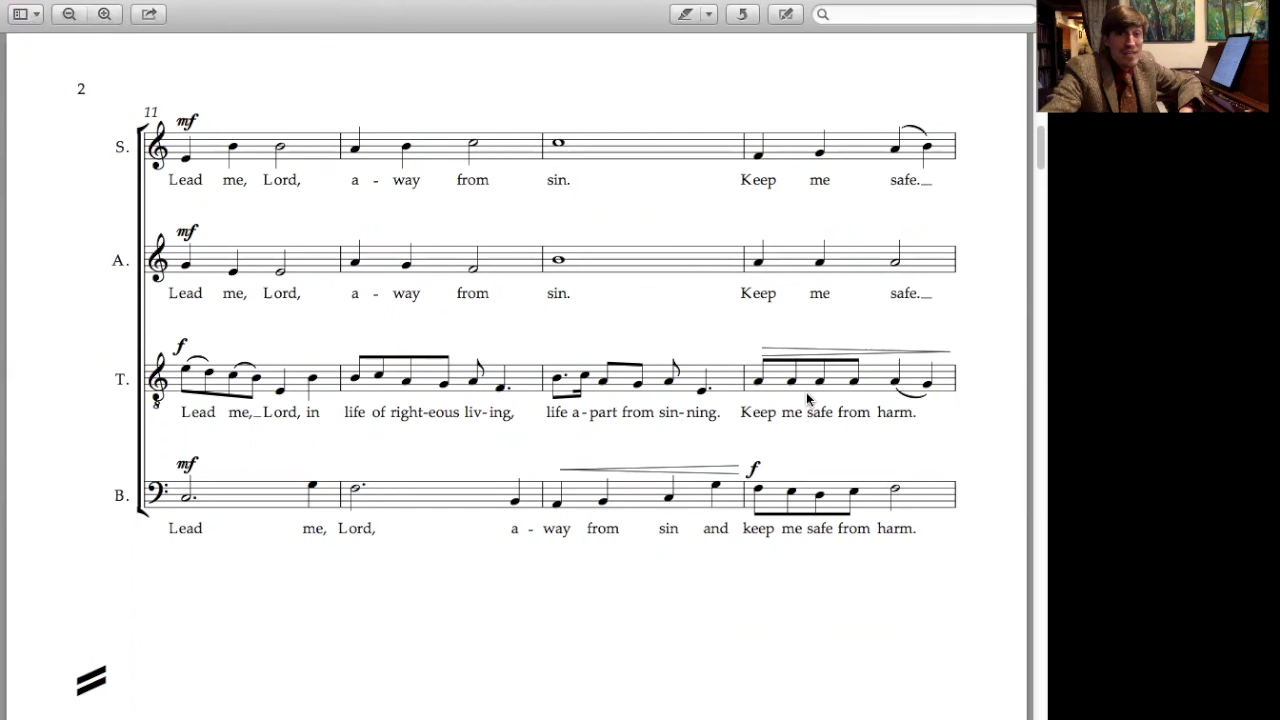 2
11
mf
S.
Lead me, Lord, a - way from sin. Keep me safe.
mf
A.
Lead me, Lord, a - way from sin. Keep me safe.
f
T.
Lead me, Lord, in life of right-eous liv-ing, life a-part from sin-ning. Keep me safe from harm.
mf f
B.
Lead me, Lord, a - way from sin and keep me safe from harm.